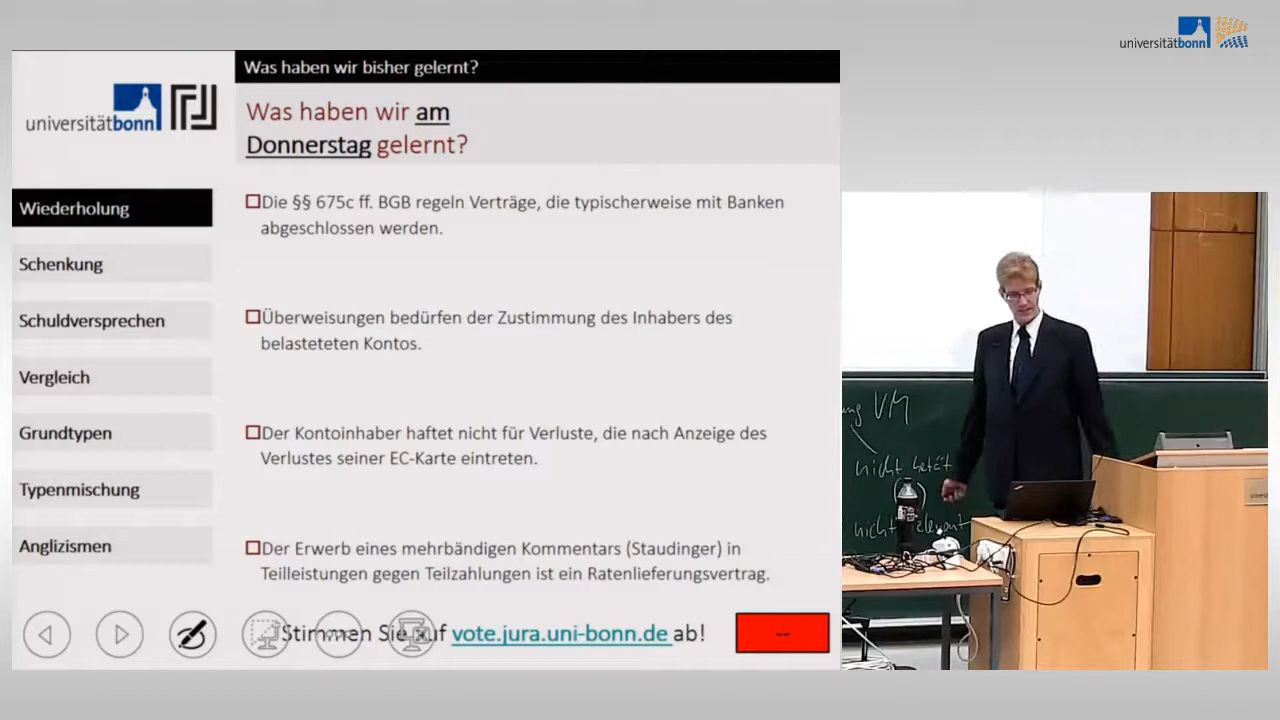 universitätbonn
Was haben wir bisher gelernt?
universitätbonn
Was haben wir am
Donnerstag gelernt?
Wiederholung
Schenkung
Schuldversprechen
Vergleich
Grundtypen
Typenmischung
Anglizismen
Die §§ 675c ff. BGB regeln Verträge, die typischerweise mit Banken
abgeschlossen werden.
Überweisungen bedürfen der Zustimmung des Inhabers des
belasteteten Kontos.
Der Kontoinhaber haftet nicht für Verluste, die nach Anzeige des
Verlustes seiner EC-Karte eintreten.
Der Erwerb eines mehrbändigen Kommentars (Staudinger) in
Teilleistungen gegen Teilzahlungen ist ein Ratenlieferungsvertrag.
Stimmen Sie auf vote.jura.uni-bonn.de ab!
--
VM
nicht
nicht relevant